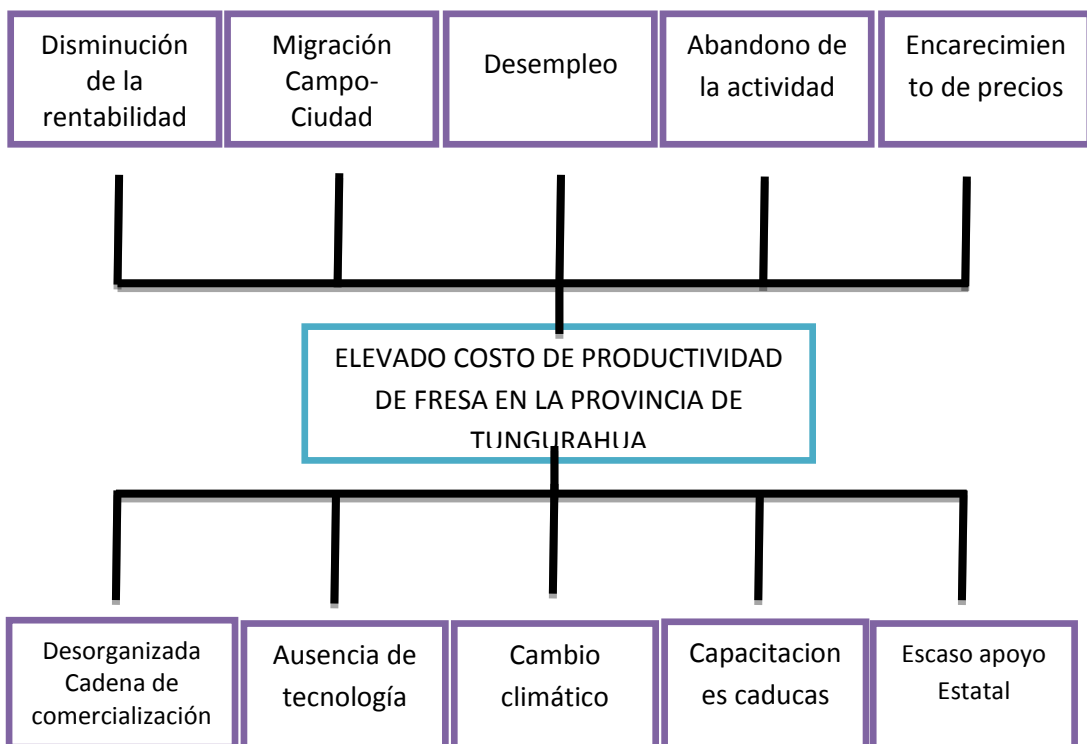 Disminución
de la
rentabilidad
Migración
Campo-
Ciudad
Desempleo
Abandono de
la actividad
Encarecimien
to de precios
ELEVADO COSTO DE PRODUCTIVIDAD
DE FRESA EN LA PROVINCIA DE
TUNGURAHUA
Desorganizada
Cadena de
comercialización
Ausencia de
tecnología
Cambio
climático
Capacitacion
es caducas
Escaso apoyo
Estatal